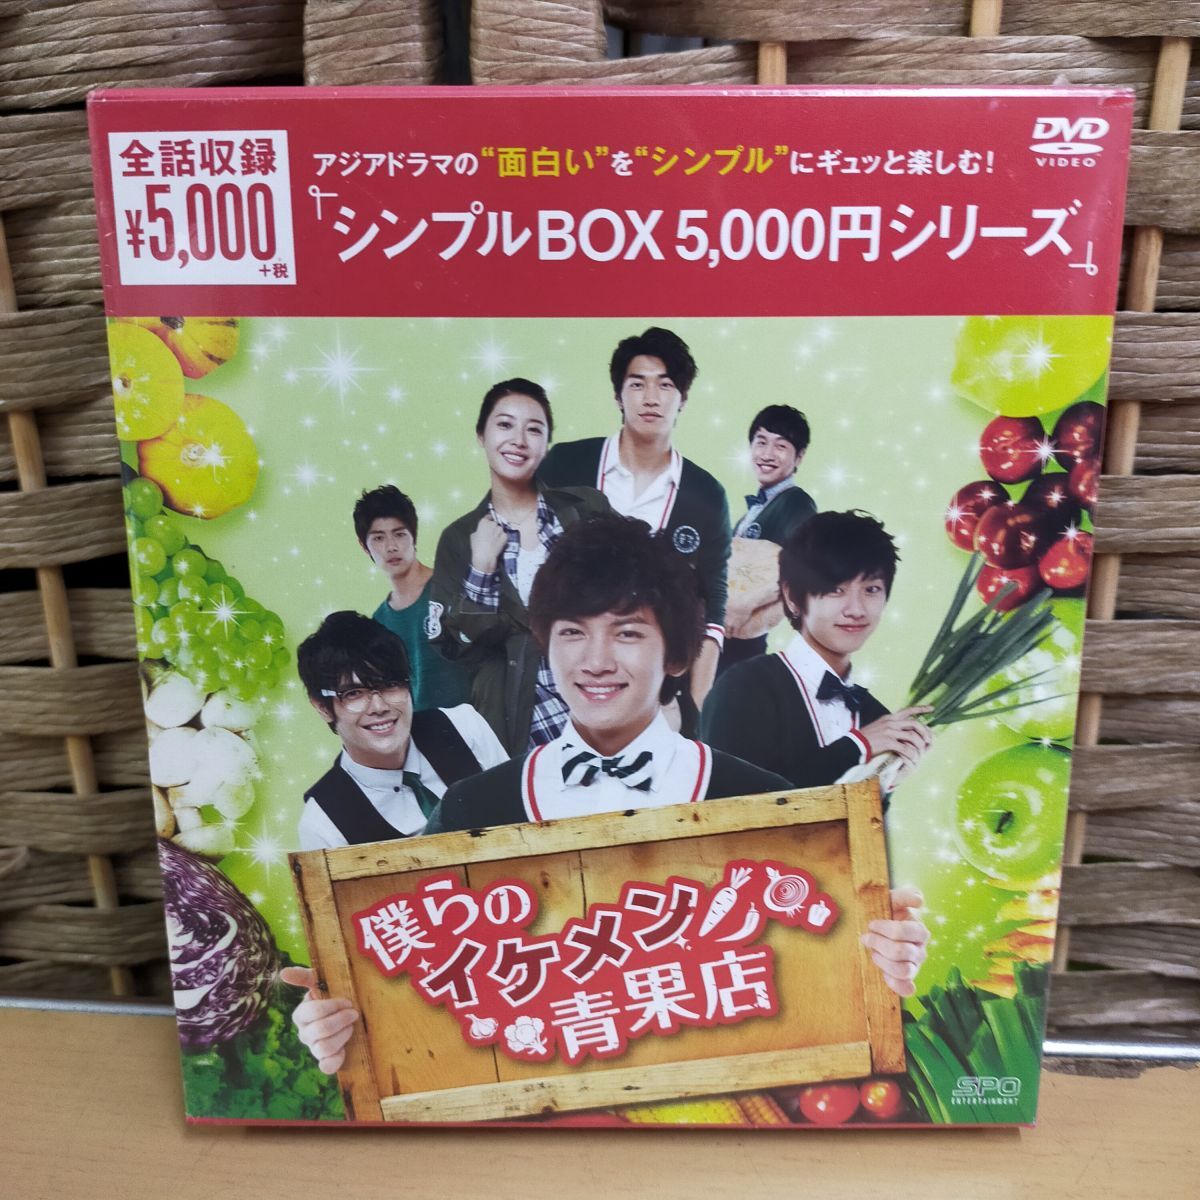 全話収録
¥5,000
+税
アジアドラマの“面白い”を“シンプル”にギュッと楽しむ!
シンプルBOX 5,000円シリーズ
DVD
VIDEO
僕らの
イケメン
青果店
SPO
ENTERTAINMENT